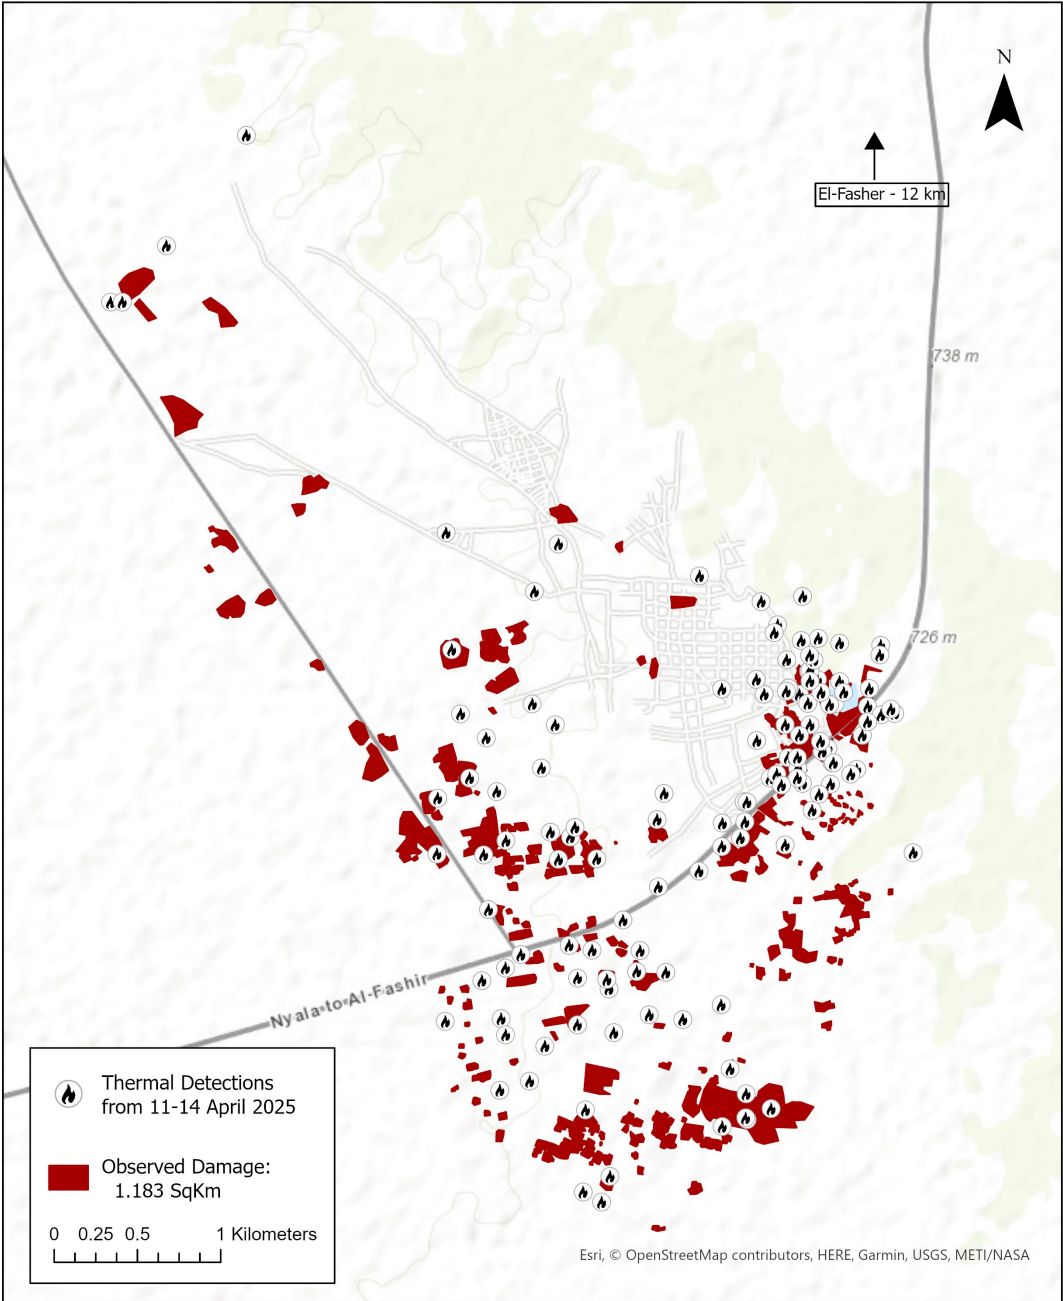 N
El-Fasher - 12 km
738 m
726 m
Nyala-to-Al-Fashir
Thermal Detections
from 11-14 April 2025
Observed Damage:
1.183 SqKm
0 0.25 0.5 1 Kilometers
Esri, © OpenStreetMap contributors, HERE, Garmin, USGS, METI/NASA